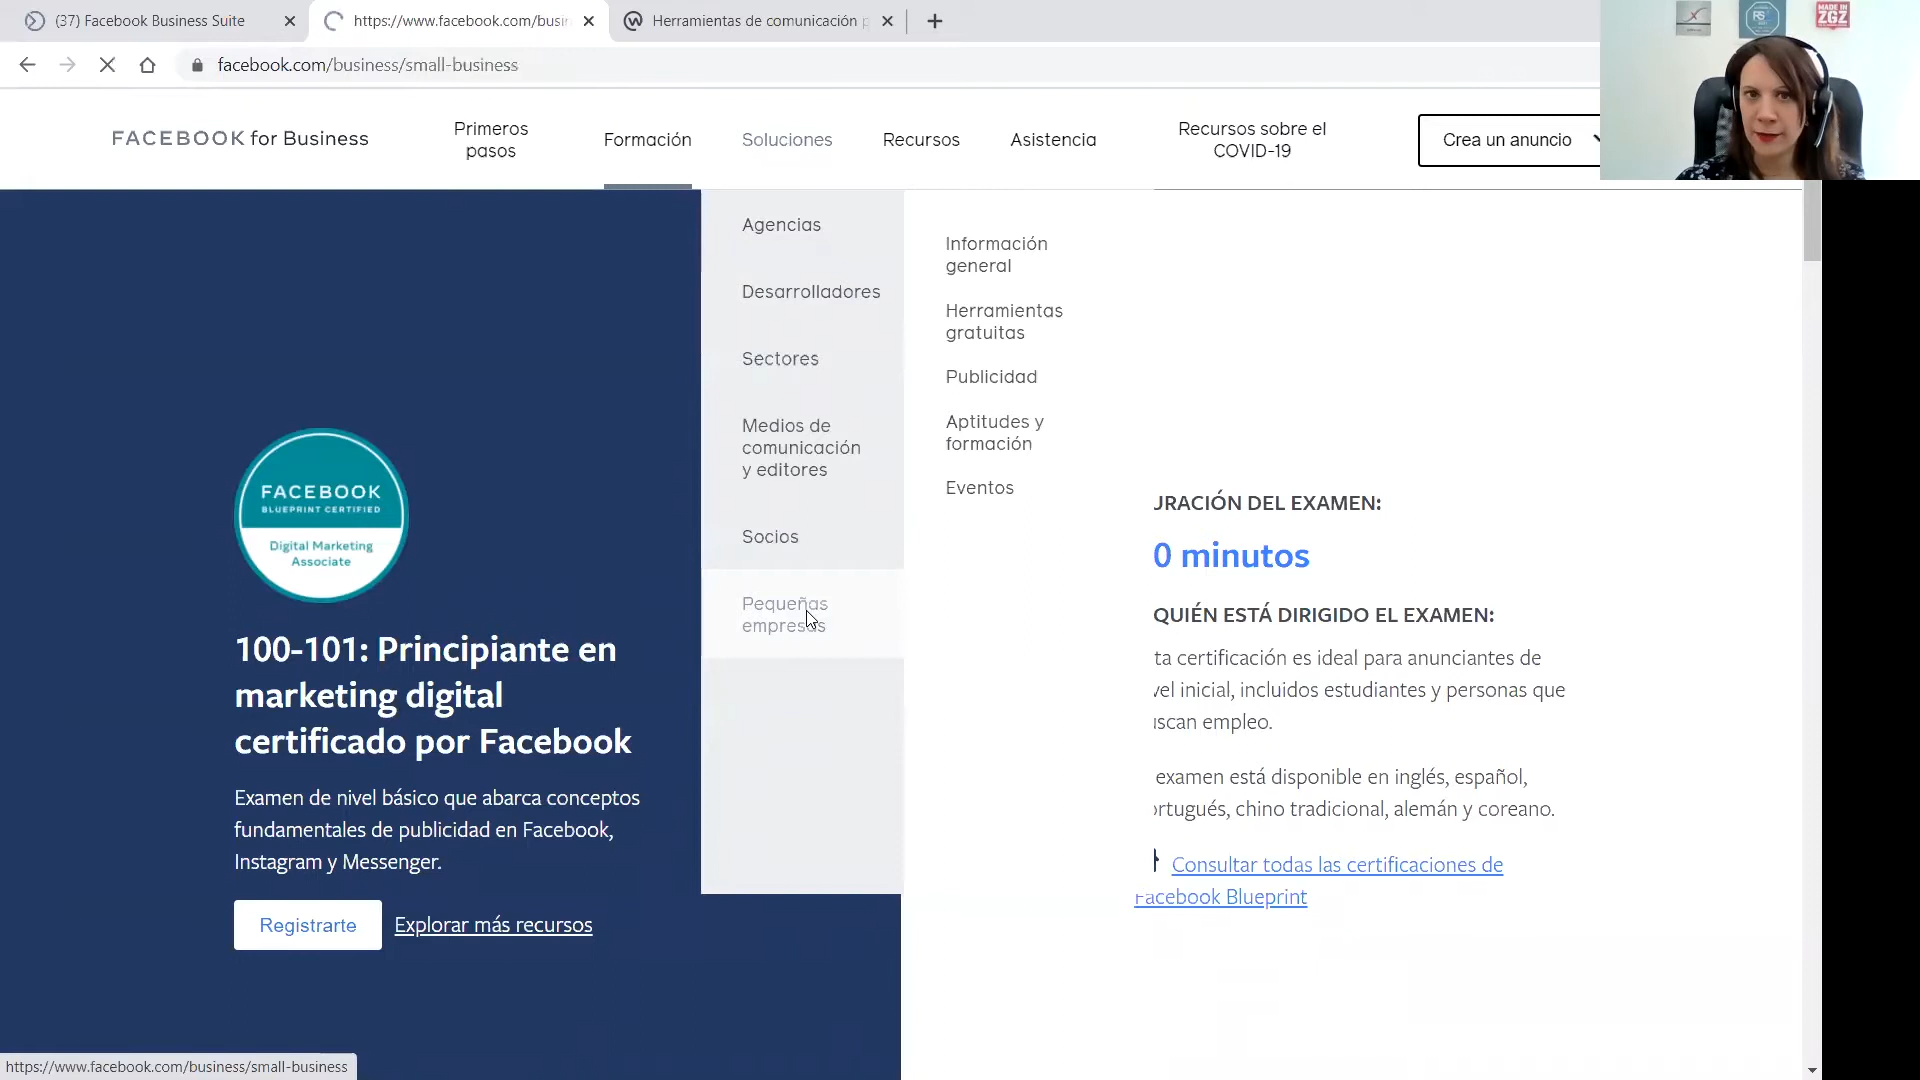 (37) Facebook Business Suite
https://www.facebook.com/busi
Herramientas de comunicación
facebook.com/business/small-business
FACEBOOK for Business
Primeros
pasos
Formación
Soluciones
Recursos
Asistencia
Recursos sobre el
COVID-19
Crea un anuncio
MADE IN
ZGZ
Agencias
Desarrolladores
Sectores
Medios de
comunicación
y editores
Socios
Pequeñas
empresas
Información
general
Herramientas
gratuitas
Publicidad
Aptitudes y
formación
Eventos
FACEBOOK
BLUEPRINT CERTIFIED
Digital Marketing
Associate
100-101: Principiante en
marketing digital
certificado por Facebook
Examen de nivel básico que abarca conceptos
fundamentales de publicidad en Facebook,
Instagram y Messenger.
Registrarte
Explorar más recursos
URACIÓN DEL EXAMEN:
0 minutos
QUIÉN ESTÁ DIRIGIDO EL EXAMEN:
ta certificación es ideal para anunciantes de
vel inicial, incluidos estudiantes y personas que
uscan empleo.
examen está disponible en inglés, español,
ortugués, chino tradicional, alemán y coreano.
Consultar todas las certificaciones de
Facebook Blueprint
https://www.facebook.com/business/small-business